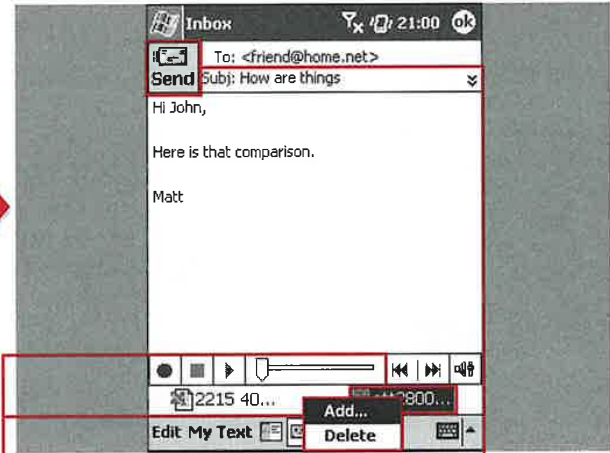 Inbox 21:00 ok
To: <friend@home.net>
Send
Subj: How are things
Hi John,
Here is that comparison.
Matt
2215 40... 2800...
Add...
Edit My Text
Delete